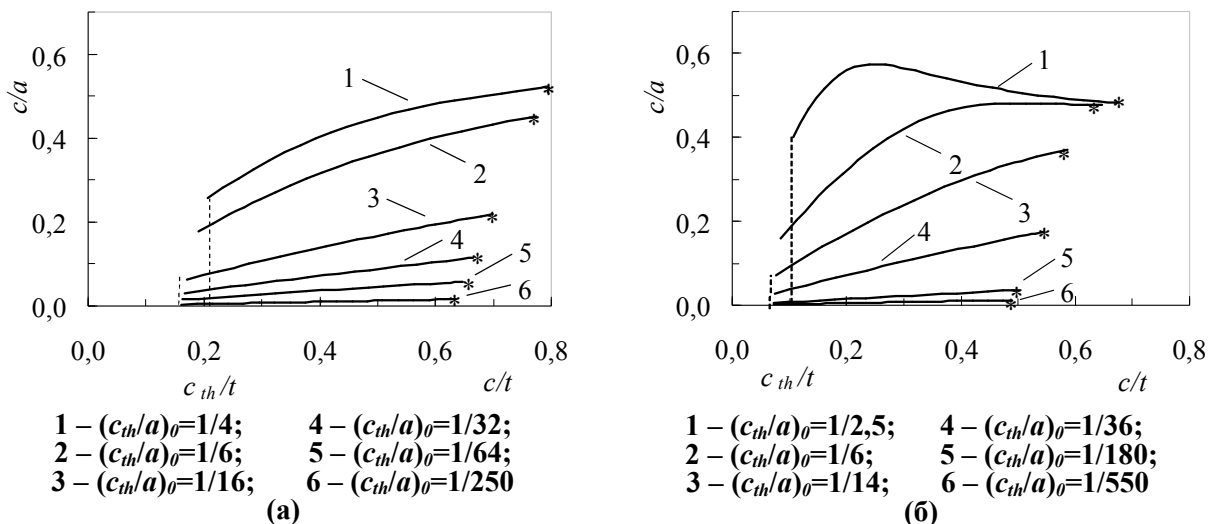 c/a
0,6
0,4
0,2
0,0
1
2
3
4
5
6
*
*
*
*
*
*
0,0 0,2 0,4 0,6 0,8
c th /t c/t
1 – (cth/a)0=1/4; 4 – (cth/a)0=1/32;
2 – (cth/a)0=1/6; 5 – (cth/a)0=1/64;
3 – (cth/a)0=1/16; 6 – (cth/a)0=1/250
(а)
c/a
0,6
0,4
0,2
0,0
1
2
3
4
5
6
*
*
*
*
*
*
0,0 0,2 0,4 0,6 0,8
c th /t c/t
1 – (cth/a)0=1/2,5; 4 – (cth/a)0=1/36;
2 – (cth/a)0=1/6; 5 – (cth/a)0=1/180;
3 – (cth/a)0=1/14; 6 – (cth/a)0=1/550
(б)